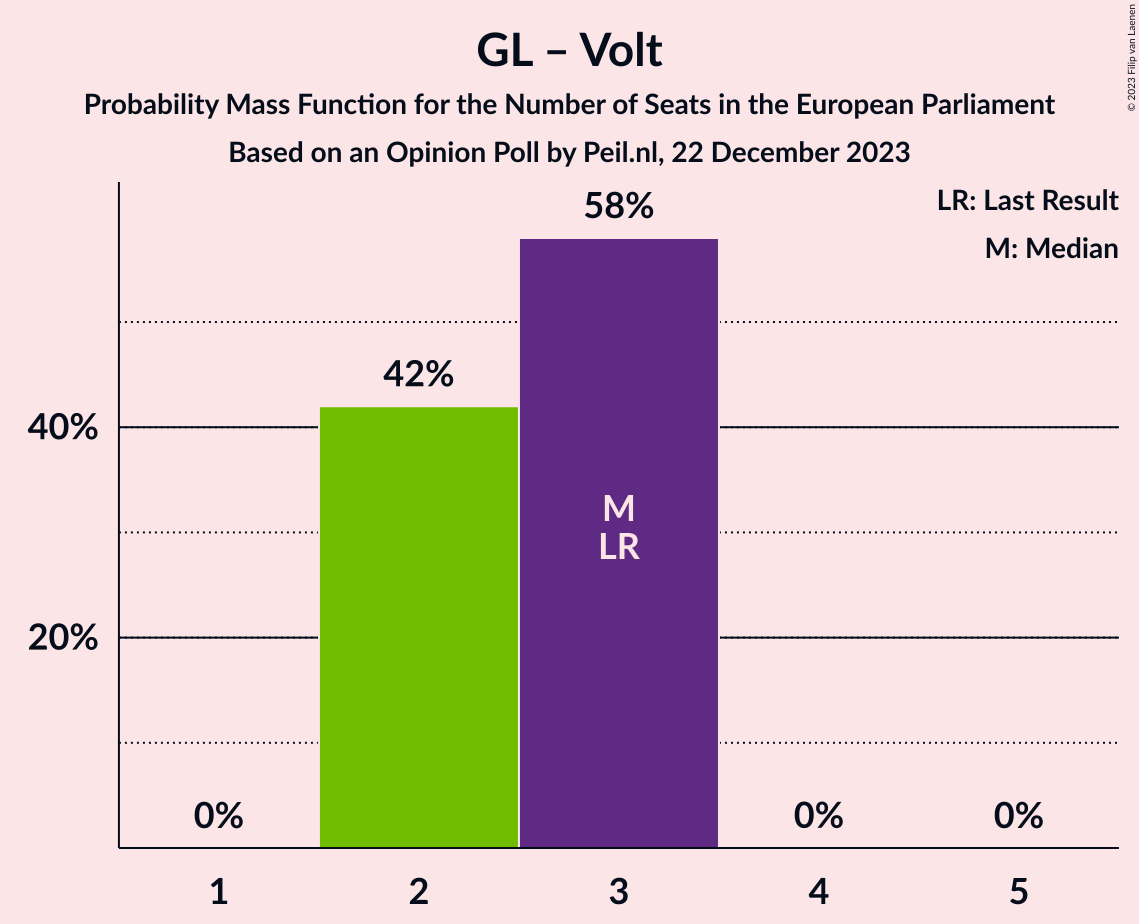 GL – Volt
Probability Mass Function for the Number of Seats in the European Parliament
Based on an Opinion Poll by Peil.nl, 22 December 2023
© 2023 Filip van Laenen
LR: Last Result
M: Median
58%
42%
40%
M
LR
20%
0%
0%
0%
1
2
3
4
5